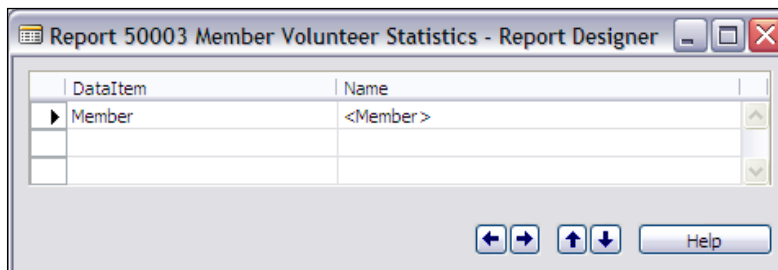 Report 50003 Member Volunteer Statistics - Report Designer
DataItem Name
Member <Member>
Help